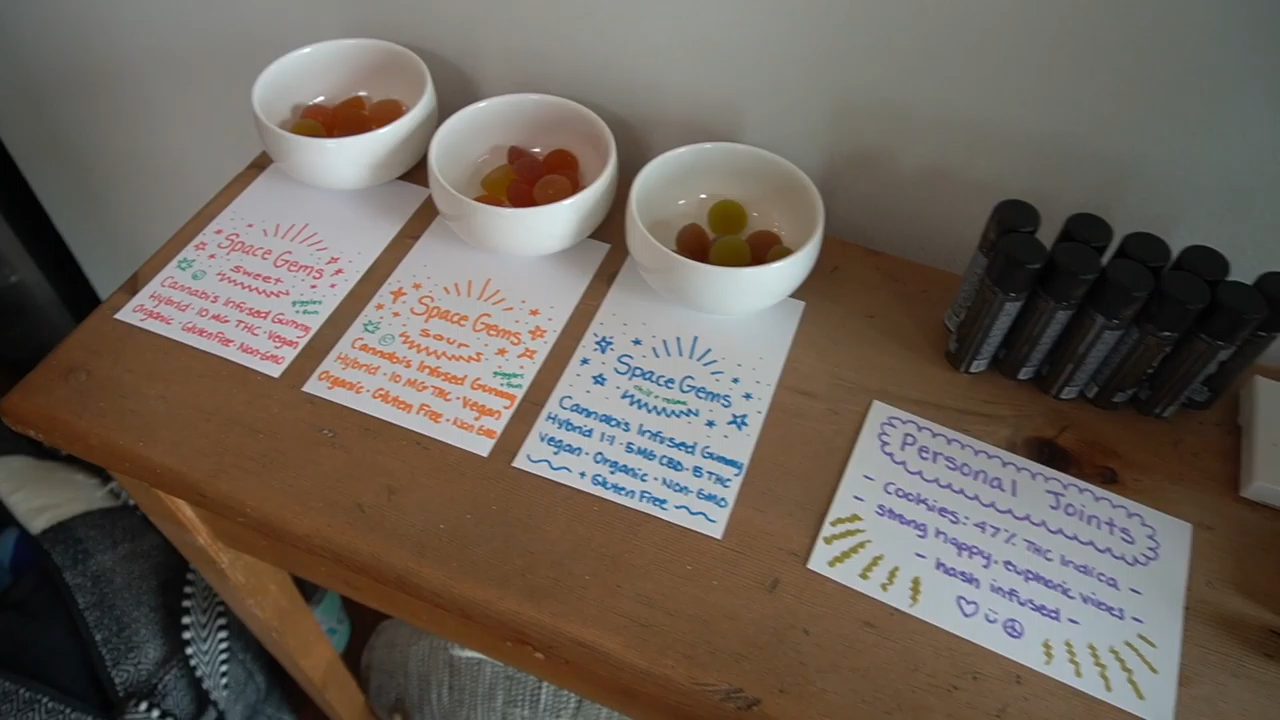 Space Gems
sweet
giggles
+ fun
Cannabis Infused Gummy
Hybrid · 10 MG THC · Vegan
Organic · Gluten Free · Non-GMO
Space Gems
sour
giggles
+ fun
Cannabis Infused Gummy
Hybrid · 10 MG THC · Vegan
Organic · Gluten Free · Non GMO
Space Gems
chill + relax
Cannabis Infused Gummy
Hybrid 1:1 · 5MG CBD · 5 THC
Vegan · Organic · Non-GMO
+ Gluten Free
Personal Joints
- Cookies: 47% THC Indica -
- strong happy, euphoric vibes -
- hash infused -